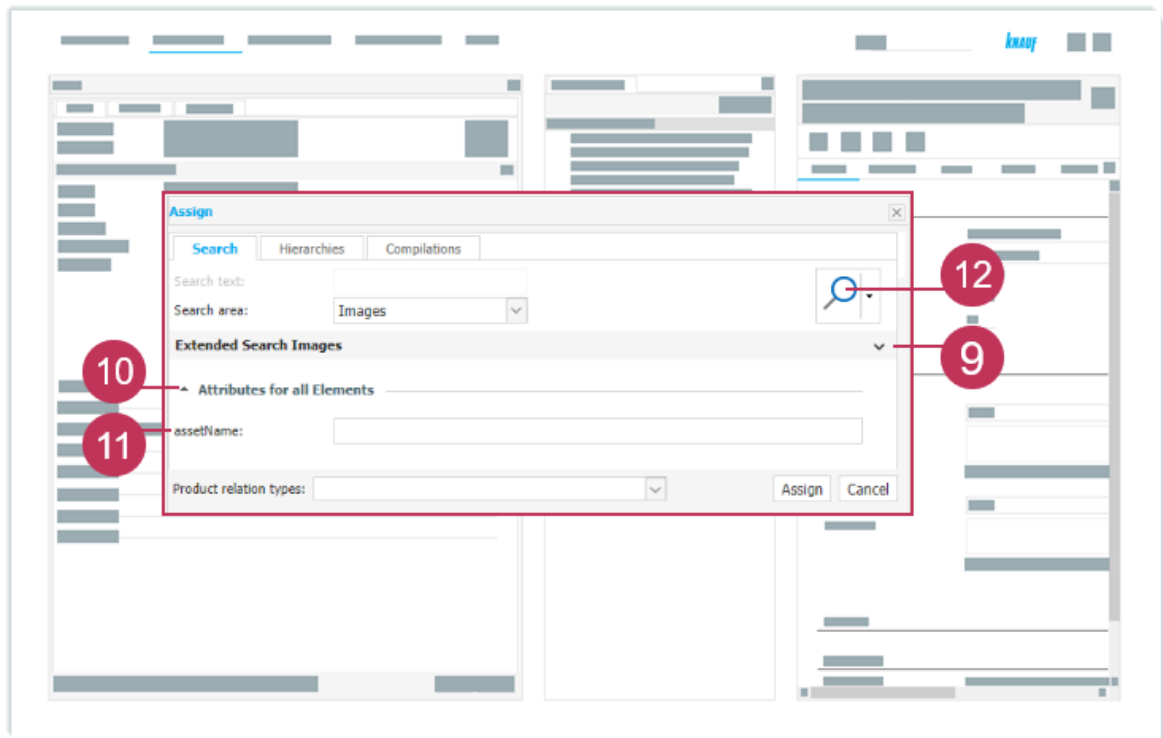 KNAUF
Assign
Search Hierarchies Compilations
Search text:
12
Search area: Images
Extended Search Images
9
10
Attributes for all Elements
11
assetName:
Product relation types: Assign Cancel